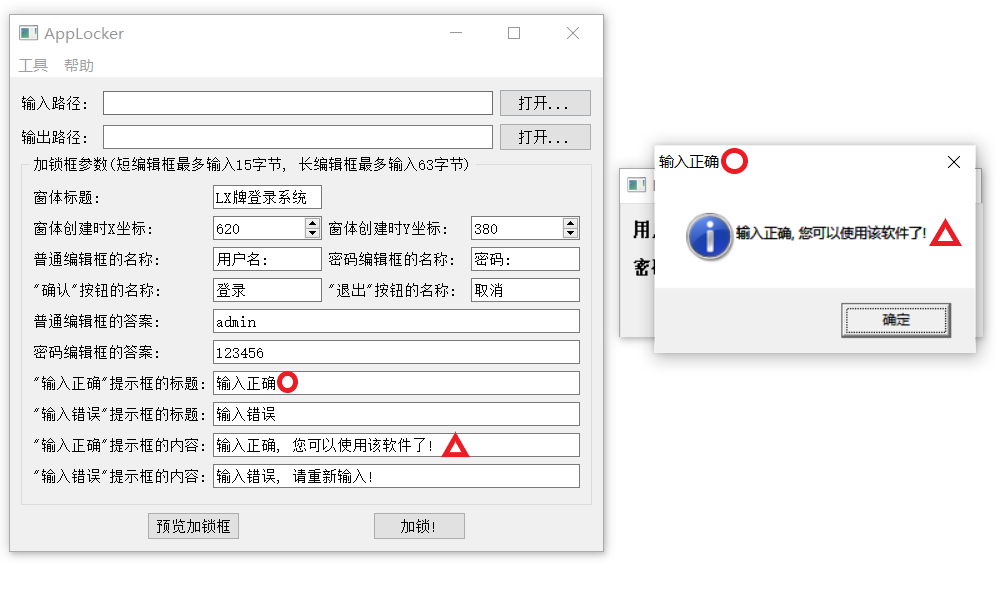 AppLocker
工具 帮助
输入路径: 打开...
输出路径: 打开...
加锁框参数(短编辑框最多输入15字节, 长编辑框最多输入63字节)
窗体标题: LX牌登录系统
窗体创建时X坐标: 620 窗体创建时Y坐标: 380
普通编辑框的名称: 用户名: 密码编辑框的名称: 密码:
"确认"按钮的名称: 登录 "退出"按钮的名称: 取消
普通编辑框的答案: admin
密码编辑框的答案: 123456
"输入正确"提示框的标题: 输入正确
"输入错误"提示框的标题: 输入错误
"输入正确"提示框的内容: 输入正确, 您可以使用该软件了!
"输入错误"提示框的内容: 输入错误, 请重新输入!
预览加锁框 加锁!
输入正确
输入正确, 您可以使用该软件了!
确定